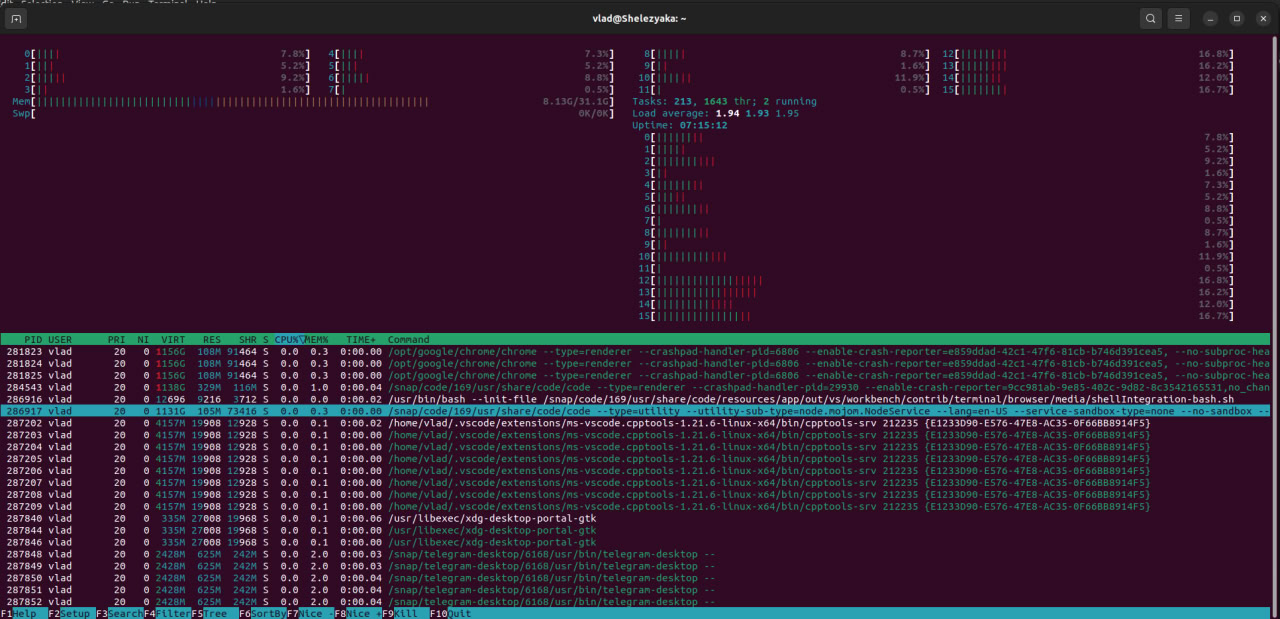 vlad@Shelezyaka: ~
0[|||| 7.8%] 4[|||| 7.3%] 8[||||| 8.7%] 12[|||||||| 16.8%]
1[||| 5.2%] 5[||| 5.2%] 9[|| 1.6%] 13[|||||||| 16.2%]
2[||||| 9.2%] 6[||||| 8.8%] 10[|||||| 11.9%] 14[||||||| 12.0%]
3[|| 1.6%] 7[| 0.5%] 11[| 0.5%] 15[|||||||| 16.7%]
Mem[|||||||||||||||||||||||||||||||||||||||||||||||||||||||||||||||||| 8.13G/31.1G] Tasks: 213, 1643 thr; 2 running
Swp[ 0K/0K] Load average: 1.94 1.93 1.95
Uptime: 07:15:12
0[|||||||| 7.8%]
1[||||| 5.2%]
2[|||||||||| 9.2%]
3[|| 1.6%]
4[|||||||| 7.3%]
5[||||| 5.2%]
6[||||||||| 8.8%]
7[| 0.5%]
8[||||||||| 8.7%]
9[|| 1.6%]
10[|||||||||||| 11.9%]
11[| 0.5%]
12[|||||||||||||||||| 16.8%]
13[||||||||||||||||| 16.2%]
14[||||||||||||| 12.0%]
15[|||||||||||||||| 16.7%]
PID USER PRI NI VIRT RES SHR S CPU%▽MEM% TIME+ Command
281823 vlad 20 0 1156G 108M 91464 S 0.0 0.3 0:00.00 /opt/google/chrome/chrome --type=renderer --crashpad-handler-pid=6806 --enable-crash-reporter=e859ddad-42c1-47f6-81cb-b746d391cea5, --no-subproc-hea
281824 vlad 20 0 1156G 108M 91464 S 0.0 0.3 0:00.00 /opt/google/chrome/chrome --type=renderer --crashpad-handler-pid=6806 --enable-crash-reporter=e859ddad-42c1-47f6-81cb-b746d391cea5, --no-subproc-hea
281825 vlad 20 0 1156G 108M 91464 S 0.0 0.3 0:00.00 /opt/google/chrome/chrome --type=renderer --crashpad-handler-pid=6806 --enable-crash-reporter=e859ddad-42c1-47f6-81cb-b746d391cea5, --no-subproc-hea
284543 vlad 20 0 1138G 329M 116M S 0.0 1.0 0:00.04 /snap/code/169/usr/share/code/code --type=renderer --crashpad-handler-pid=29930 --enable-crash-reporter=9cc981ab-9e85-402c-9d82-8c3542165531,no_chan
286916 vlad 20 0 12696 9216 3712 S 0.0 0.0 0:00.02 /usr/bin/bash --init-file /snap/code/169/usr/share/code/resources/app/out/vs/workbench/contrib/terminal/browser/media/shellIntegration-bash.sh
286917 vlad 20 0 1131G 105M 73416 S 0.0 0.3 0:00.00 /snap/code/169/usr/share/code/code --type=utility --utility-sub-type=node.mojom.NodeService --lang=en-US --service-sandbox-type=none --no-sandbox --
287202 vlad 20 0 4157M 19908 12928 S 0.0 0.1 0:00.02 /home/vlad/.vscode/extensions/ms-vscode.cpptools-1.21.6-linux-x64/bin/cpptools-srv 212235 {E1233D90-E576-47E8-AC35-0F66BB8914F5}
287203 vlad 20 0 4157M 19908 12928 S 0.0 0.1 0:00.00 /home/vlad/.vscode/extensions/ms-vscode.cpptools-1.21.6-linux-x64/bin/cpptools-srv 212235 {E1233D90-E576-47E8-AC35-0F66BB8914F5}
287204 vlad 20 0 4157M 19908 12928 S 0.0 0.1 0:00.00 /home/vlad/.vscode/extensions/ms-vscode.cpptools-1.21.6-linux-x64/bin/cpptools-srv 212235 {E1233D90-E576-47E8-AC35-0F66BB8914F5}
287205 vlad 20 0 4157M 19908 12928 S 0.0 0.1 0:00.00 /home/vlad/.vscode/extensions/ms-vscode.cpptools-1.21.6-linux-x64/bin/cpptools-srv 212235 {E1233D90-E576-47E8-AC35-0F66BB8914F5}
287206 vlad 20 0 4157M 19908 12928 S 0.0 0.1 0:00.00 /home/vlad/.vscode/extensions/ms-vscode.cpptools-1.21.6-linux-x64/bin/cpptools-srv 212235 {E1233D90-E576-47E8-AC35-0F66BB8914F5}
287207 vlad 20 0 4157M 19908 12928 S 0.0 0.1 0:00.00 /home/vlad/.vscode/extensions/ms-vscode.cpptools-1.21.6-linux-x64/bin/cpptools-srv 212235 {E1233D90-E576-47E8-AC35-0F66BB8914F5}
287208 vlad 20 0 4157M 19908 12928 S 0.0 0.1 0:00.00 /home/vlad/.vscode/extensions/ms-vscode.cpptools-1.21.6-linux-x64/bin/cpptools-srv 212235 {E1233D90-E576-47E8-AC35-0F66BB8914F5}
287209 vlad 20 0 4157M 19908 12928 S 0.0 0.1 0:00.00 /home/vlad/.vscode/extensions/ms-vscode.cpptools-1.21.6-linux-x64/bin/cpptools-srv 212235 {E1233D90-E576-47E8-AC35-0F66BB8914F5}
287840 vlad 20 0 335M 27008 19968 S 0.0 0.1 0:00.06 /usr/libexec/xdg-desktop-portal-gtk
287844 vlad 20 0 335M 27008 19968 S 0.0 0.1 0:00.00 /usr/libexec/xdg-desktop-portal-gtk
287846 vlad 20 0 335M 27008 19968 S 0.0 0.1 0:00.00 /usr/libexec/xdg-desktop-portal-gtk
287848 vlad 20 0 2428M 625M 242M S 0.0 2.0 0:00.03 /snap/telegram-desktop/6168/usr/bin/telegram-desktop --
287849 vlad 20 0 2428M 625M 242M S 0.0 2.0 0:00.03 /snap/telegram-desktop/6168/usr/bin/telegram-desktop --
287850 vlad 20 0 2428M 625M 242M S 0.0 2.0 0:00.04 /snap/telegram-desktop/6168/usr/bin/telegram-desktop --
287851 vlad 20 0 2428M 625M 242M S 0.0 2.0 0:00.04 /snap/telegram-desktop/6168/usr/bin/telegram-desktop --
287852 vlad 20 0 2428M 625M 242M S 0.0 2.0 0:00.04 /snap/telegram-desktop/6168/usr/bin/telegram-desktop --
F1Help F2Setup F3SearchF4FilterF5Tree F6SortByF7Nice -F8Nice +F9Kill F10Quit